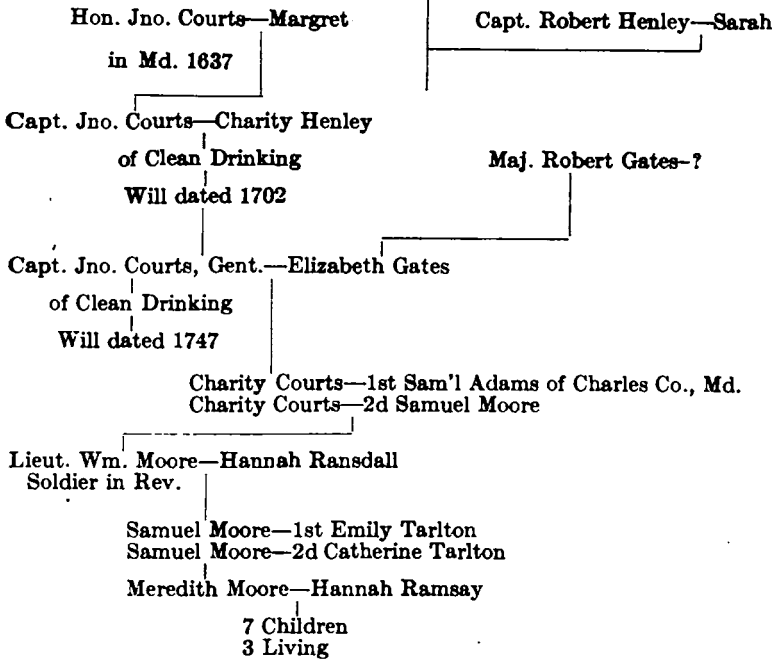 Hon. Jno. Courts—Margret
Capt. Robert Henley—Sarah
in Md. 1637
Capt. Jno. Courts—Charity Henley
of Clean Drinking
Maj. Robert Gates-?
Will dated 1702
Capt. Jno. Courts, Gent.—Elizabeth Gates
of Clean Drinking
Will dated 1747
Charity Courts—1st Sam'l Adams of Charles Co., Md.
Charity Courts—2d Samuel Moore
Lieut. Wm. Moore—Hannah Ransdall
Soldier in Rev.
Samuel Moore—1st Emily Tarlton
Samuel Moore—2d Catherine Tarlton
Meredith Moore—Hannah Ramsay
7 Children
3 Living